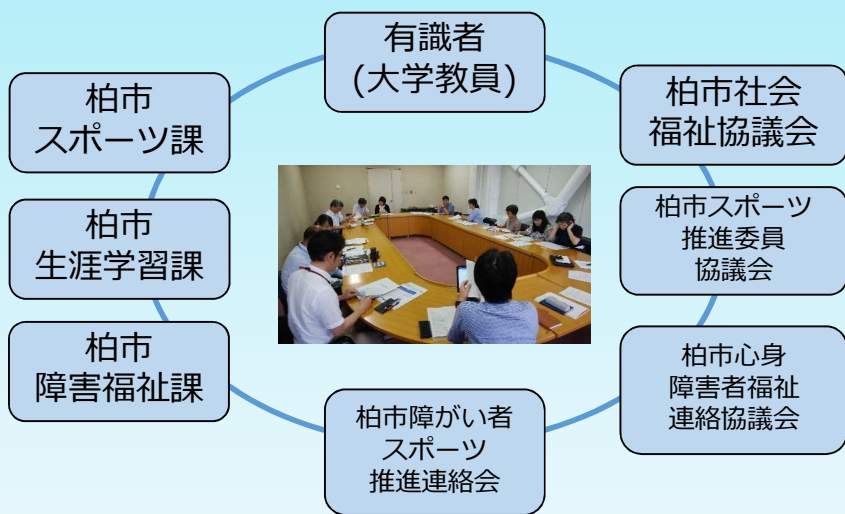 有識者
(大学教員)
柏市
スポーツ課
柏市社会
福祉協議会
柏市
生涯学習課
柏市スポーツ
推進委員
協議会
柏市
障害福祉課
柏市心身
障害者福祉
連絡協議会
柏市障がい者
スポーツ
推進連絡会